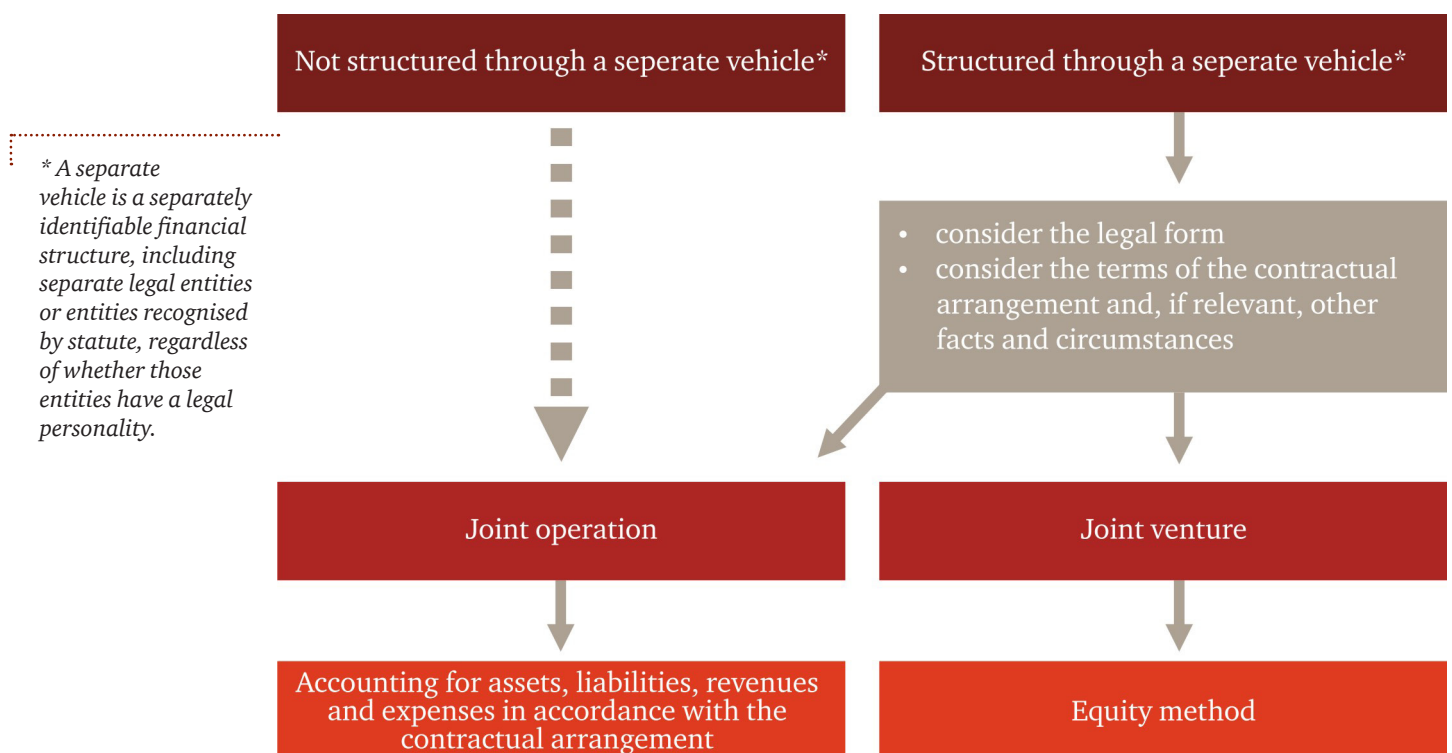 Not structured through a seperate vehicle*
Structured through a seperate vehicle*
* A separate
vehicle is a separately
identifiable financial
structure, including
separate legal entities
or entities recognised
by statute, regardless
of whether those
entities have a legal
personality.
• consider the legal form
• consider the terms of the contractual
arrangement and, if relevant, other
facts and circumstances
Joint operation
Joint venture
Accounting for assets, liabilities, revenues
and expenses in accordance with the
contractual arrangement
Equity method